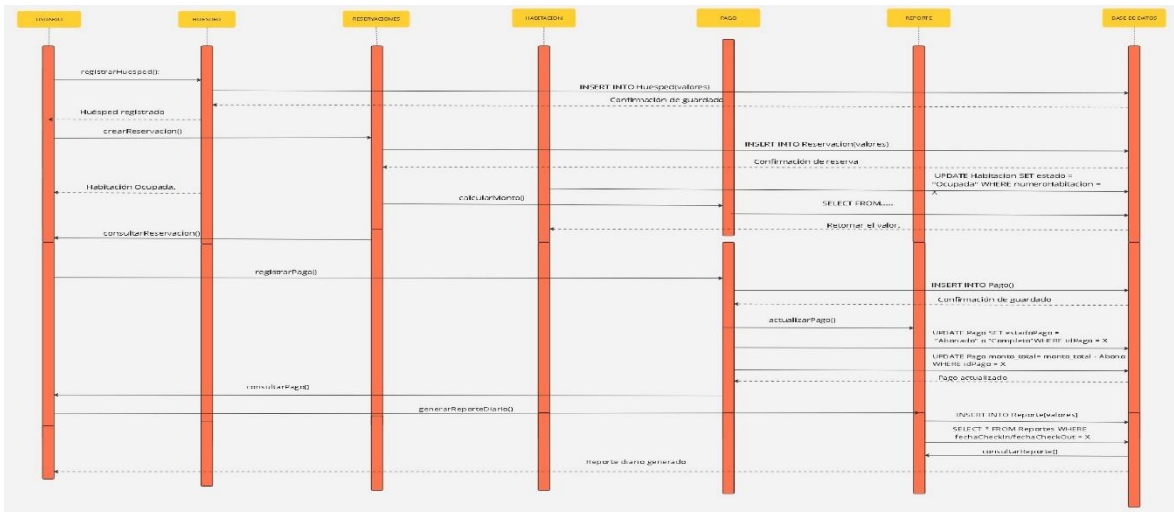 USUARIO
HUESPED
RESERVACIONES
HABITACION
PAGO
REPORTE
BASE DE DATOS
registrarHuesped():
INSERT INTO Huesped(valores)
Confirmación de guardado
Huésped registrado
crearReservacion()
INSERT INTO Reservacion(valores)
Confirmación de reserva
UPDATE Habitacion SET estado =
"Ocupada" WHERE numeroHabitacion =
X
Habitación Ocupada.
calcularMonto()
SELECT FROM.....
Retornar el valor.
consultarReservacion()
registrarPago()
INSERT INTO Pago()
Confirmación de guardado
actualizarPago()
UPDATE Pago SET estadoPago =
"Abonado" o "Completo"WHERE idPago = X
UPDATE Pago monto_total= monto_total - Abono
WHERE idPago = X
Pago actualizado
consultarPago()
generarReporteDiario()
INSERT INTO Reporte(valores)
SELECT * FROM Reportes WHERE
fechaCheckIn/fechaCheckOut = X
consultarReporte()
Reporte diario generado